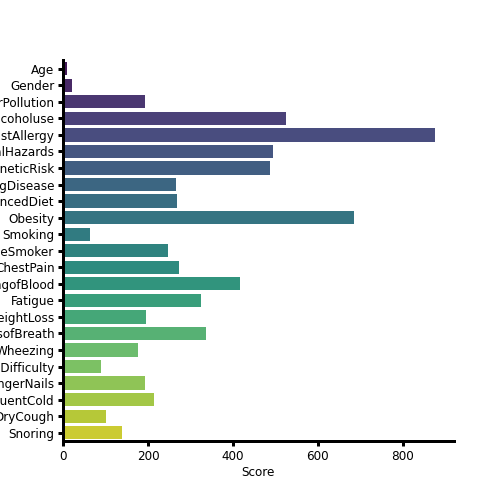 Age
Gender
rPollution
coholuse
stAllergy
alHazards
neticRisk
gDisease
ncedDiet
Obesity
Smoking
eSmoker
ChestPain
ngofBlood
Fatigue
eightLoss
sofBreath
Wheezing
Difficulty
ngerNails
uentCold
DryCough
Snoring
0 200 400 600 800
Score